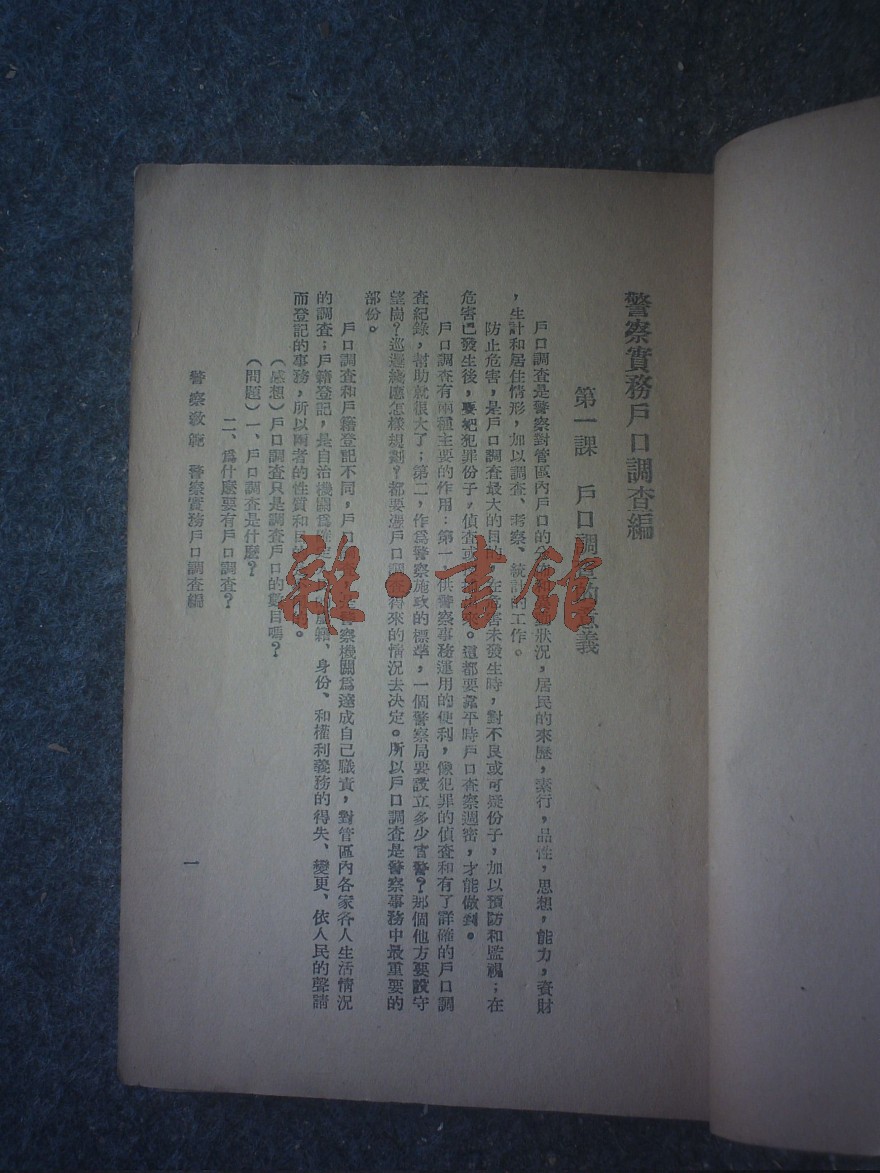 警察實務戶口調查編
第一課 戶口調 意義
戶口調查是警察對管區內戶口的 狀況，居民的來歷，素行，品性，思想，能力，資財
，生計和居住情形，加以調查、考察、統計的工作。
防止危害，是戶口調查最大的目的 在危害未發生時，對不良或可疑份子，加以預防和監視；在
危害已發生後，要把犯罪份子，偵查或 。這都要靠平時戶口查察週密，才能做到。
戶口調查有兩種主要的作用：第一、供警察事務運用的便利，像犯罪的偵查和有了詳確的戶口調
查紀錄，幫助就很大了；第二，作爲警察施政的標準，一個警察局要設立多少官警？那個他方要設守
望崗？巡邏綫應怎樣規劃？都要憑戶口調查得來的情況去决定。所以戶口調查是警察事務中最重要的
部份。
戶口調查和戶籍登記不同，戶口 警察機關爲達成自己職責，對管區內各家各人生活情況
的調查；戶籍登記，是自治機關爲確定 籍、身份、和權利義務的得失、變更、依人民的聲請
而登記的事務，所以兩者的性質和目 。
（感想）戶口調查只是調查戶口的數目嗎？
（問題）一、戶口調查是什麼？
二、爲什麼要有戶口調查？
警察敎範 警察實務戶口調查編
一
雜·書館